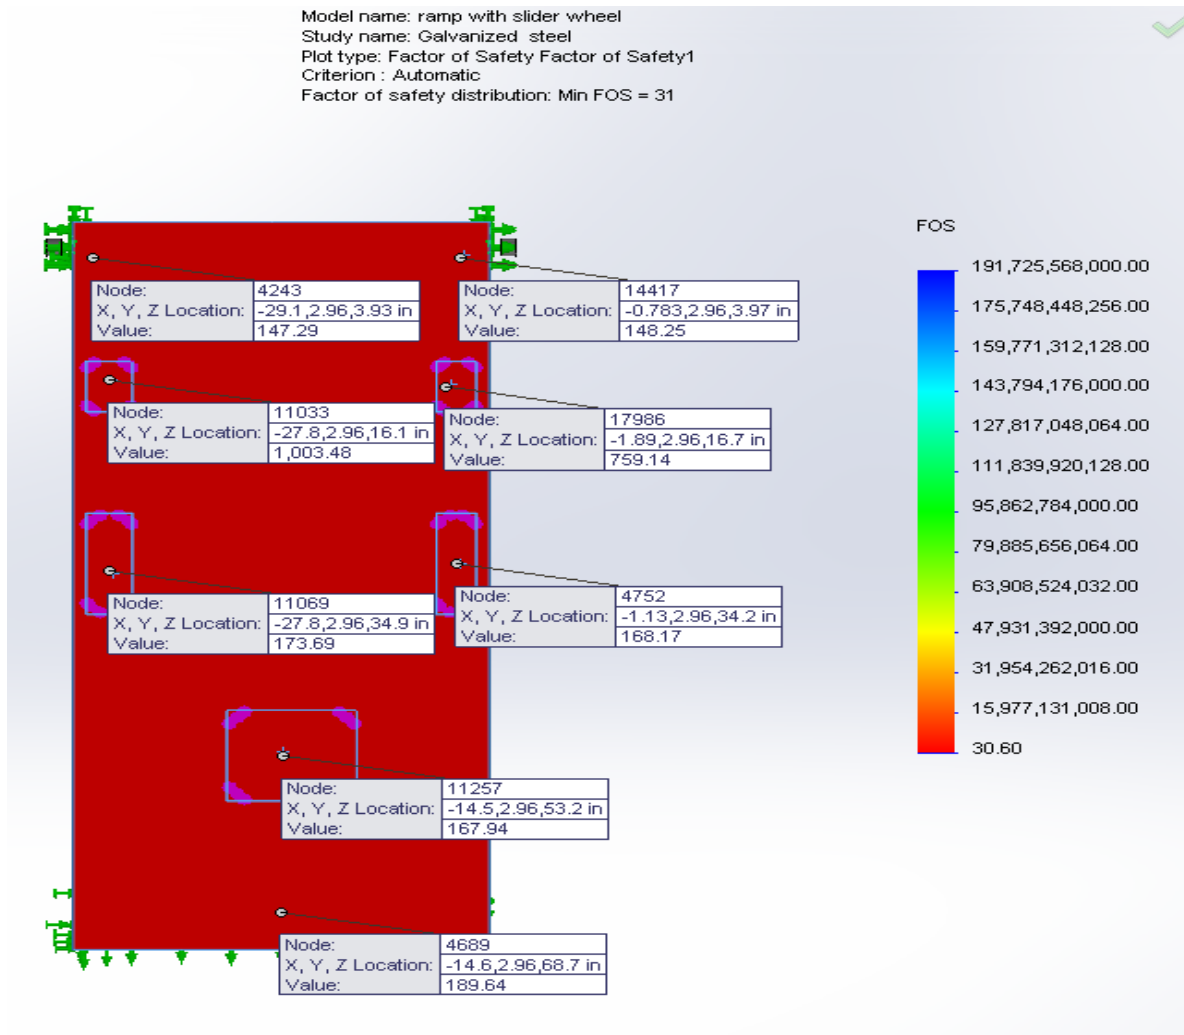 Model name: ramp with slider wheel
Study name: Galvanized steel
Plot type: Factor of Safety Factor of Safety1
Criterion : Automatic
Factor of safety distribution: Min FOS = 31
FOS
191,725,568,000.00
175,748,448,256.00
159,771,312,128.00
143,794,176,000.00
127,817,048,064.00
111,839,920,128.00
95,862,784,000.00
79,885,656,064.00
63,908,524,032.00
47,931,392,000.00
31,954,262,016.00
15,977,131,008.00
30.60
Node: 4243
X, Y, Z Location: -29.1,2.96,3.93 in
Value: 147.29
Node: 14417
X, Y, Z Location: -0.783,2.96,3.97 in
Value: 148.25
Node: 11033
X, Y, Z Location: -27.8,2.96,16.1 in
Value: 1,003.48
Node: 17986
X, Y, Z Location: -1.89,2.96,16.7 in
Value: 759.14
Node: 11069
X, Y, Z Location: -27.8,2.96,34.9 in
Value: 173.69
Node: 4752
X, Y, Z Location: -1.13,2.96,34.2 in
Value: 168.17
Node: 11257
X, Y, Z Location: -14.5,2.96,53.2 in
Value: 167.94
Node: 4689
X, Y, Z Location: -14.6,2.96,68.7 in
Value: 189.64